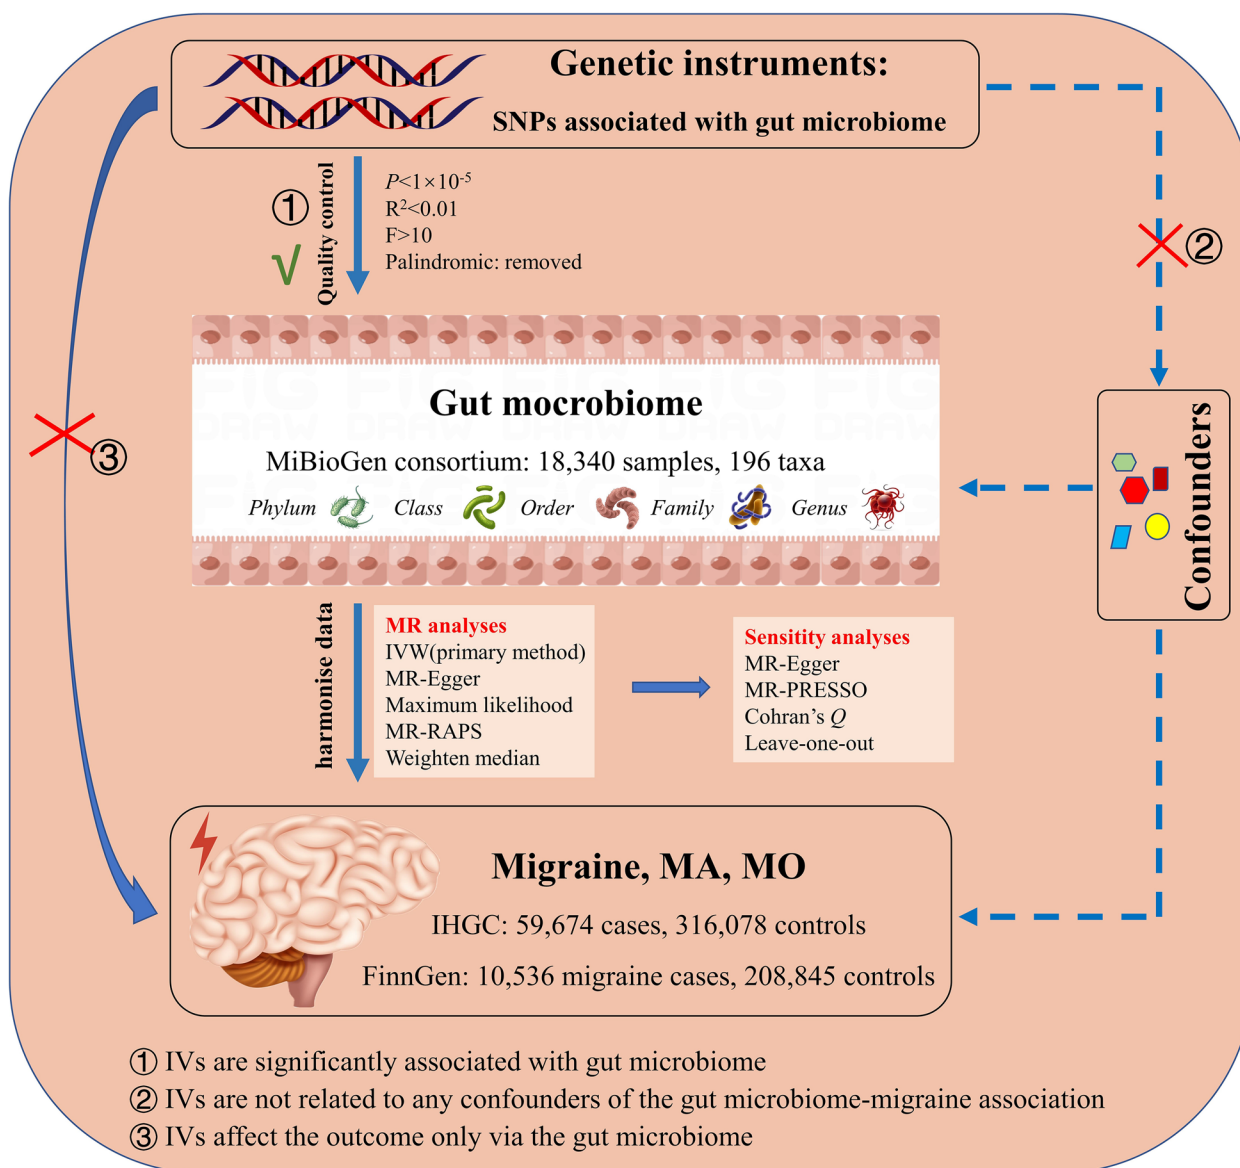 Genetic instruments:
SNPs associated with gut microbiome
①
Quality control
√
P<1×10⁻⁵
R²<0.01
F>10
Palindromic: removed
②
③
Gut mocrobiome
MiBioGen consortium: 18,340 samples, 196 taxa
Phylum Class Order Family Genus
Confounders
harmonise data
MR analyses
IVW(primary method)
MR-Egger
Maximum likelihood
MR-RAPS
Weighten median
Sensitity analyses
MR-Egger
MR-PRESSO
Cohran's Q
Leave-one-out
Migraine, MA, MO
IHGC: 59,674 cases, 316,078 controls
FinnGen: 10,536 migraine cases, 208,845 controls
① IVs are significantly associated with gut microbiome
② IVs are not related to any confounders of the gut microbiome-migraine association
③ IVs affect the outcome only via the gut microbiome